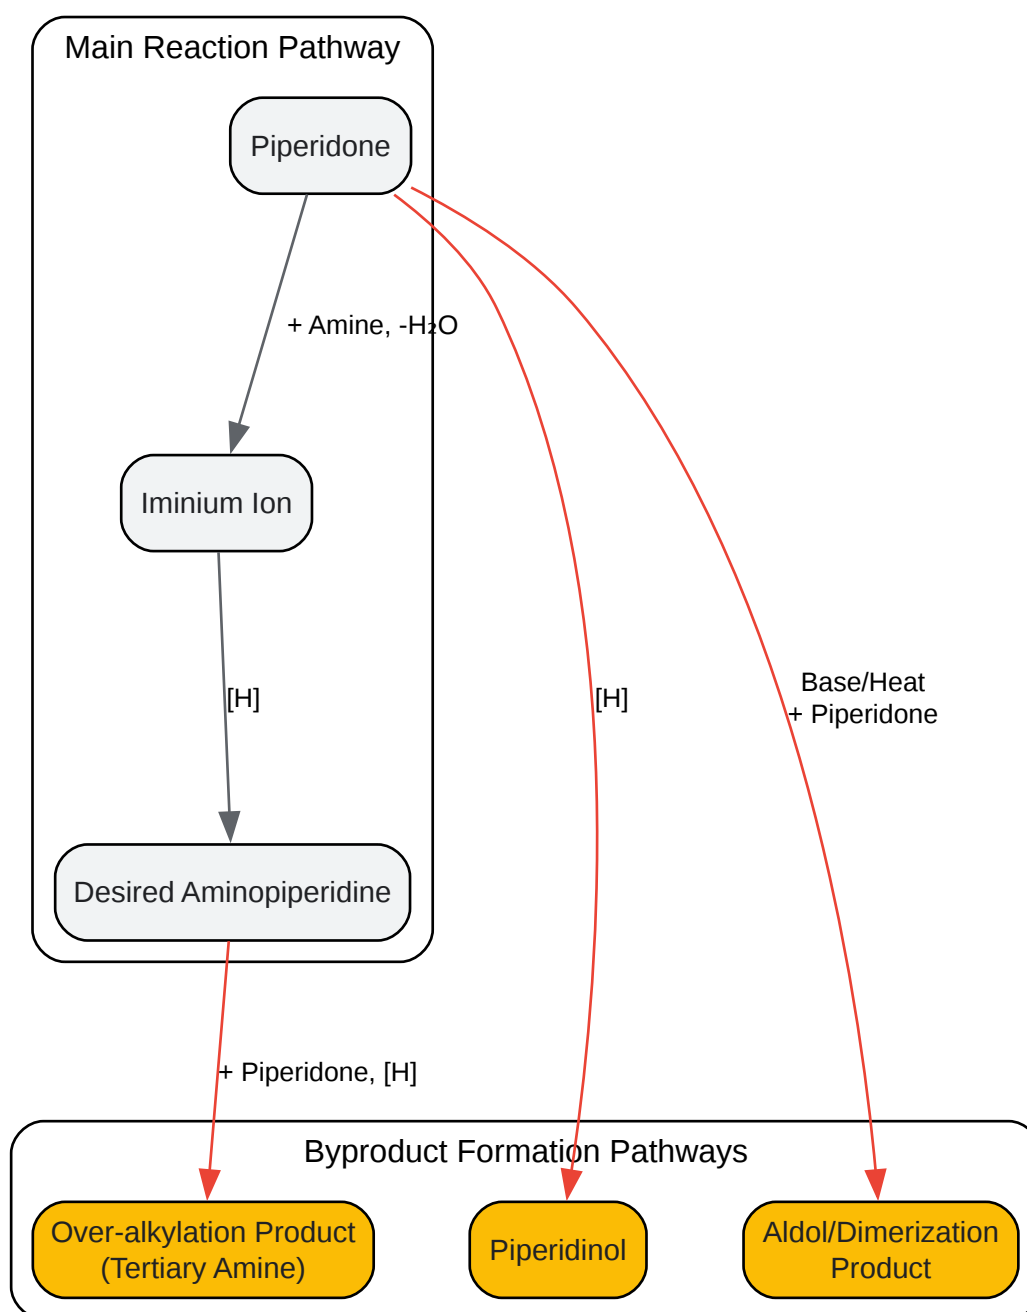 Main Reaction Pathway
Piperidone
+ Amine, -H₂O
Iminium Ion
[H]
[H]
Base/Heat
+ Piperidone
Desired Aminopiperidine
+ Piperidone, [H]
Byproduct Formation Pathways
Over-alkylation Product
(Tertiary Amine)
Piperidinol
Aldol/Dimerization
Product